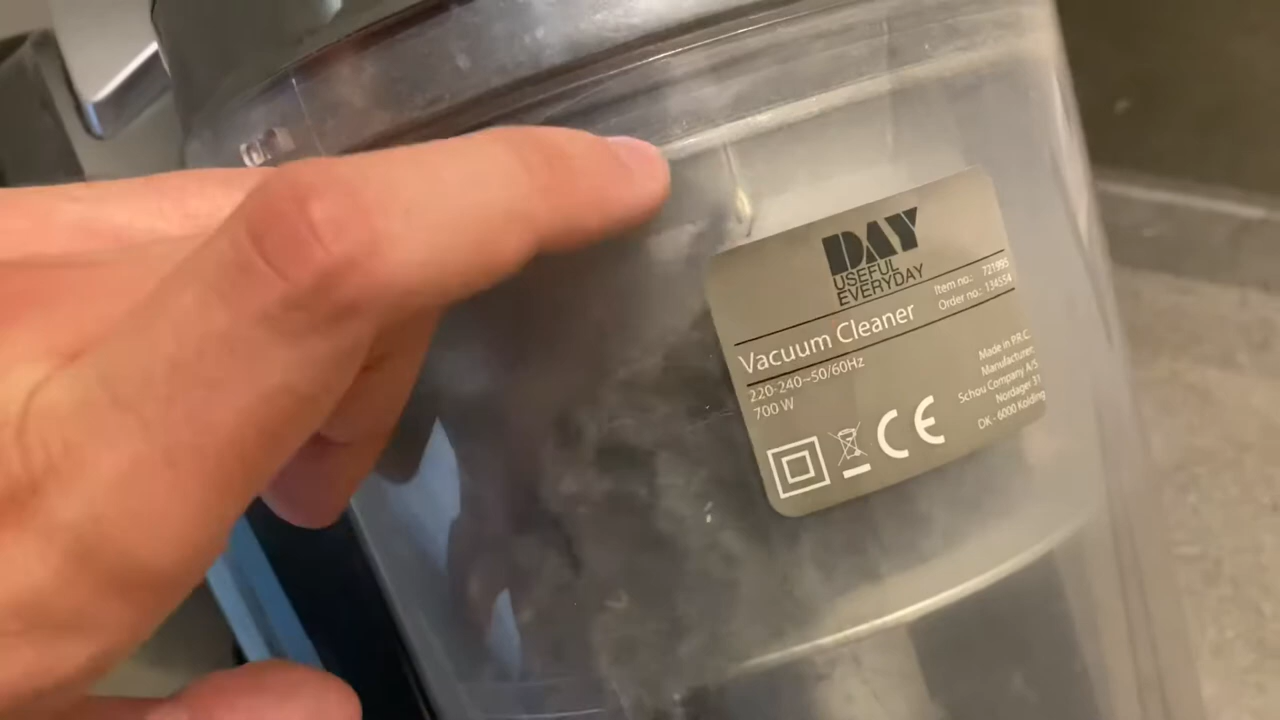 DAY
USEFUL
EVERYDAY
Item no.: 721995
Order no.: 134554
Vacuum Cleaner
220-240~50/60Hz
700 W
Made in P.R.C.
Manufacturer:
Schou Company A/S
Nordager 31
DK - 6000 Kolding
CE